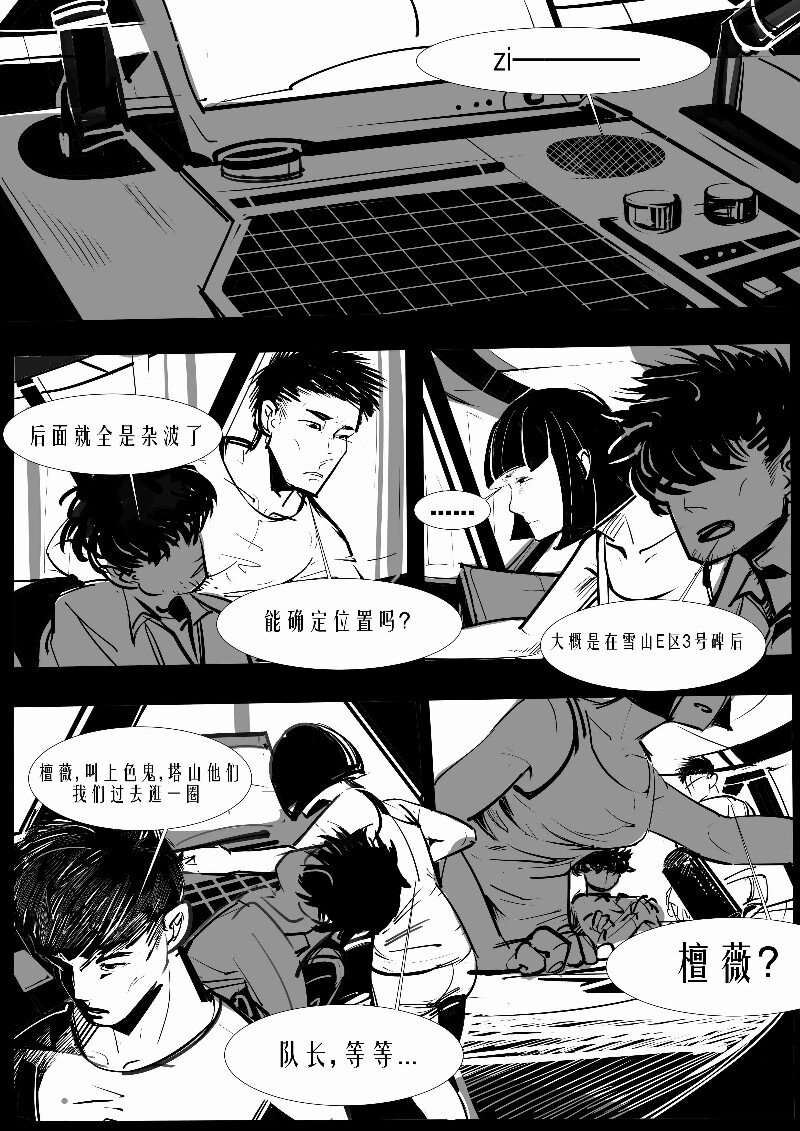 zi————
后面就全是杂波了
能确定位置吗?
......
大概是在雪山E区3号碑后
檀薇,叫上色鬼,塔山他们
我们过去逛一圈
队长,等等...
檀薇?